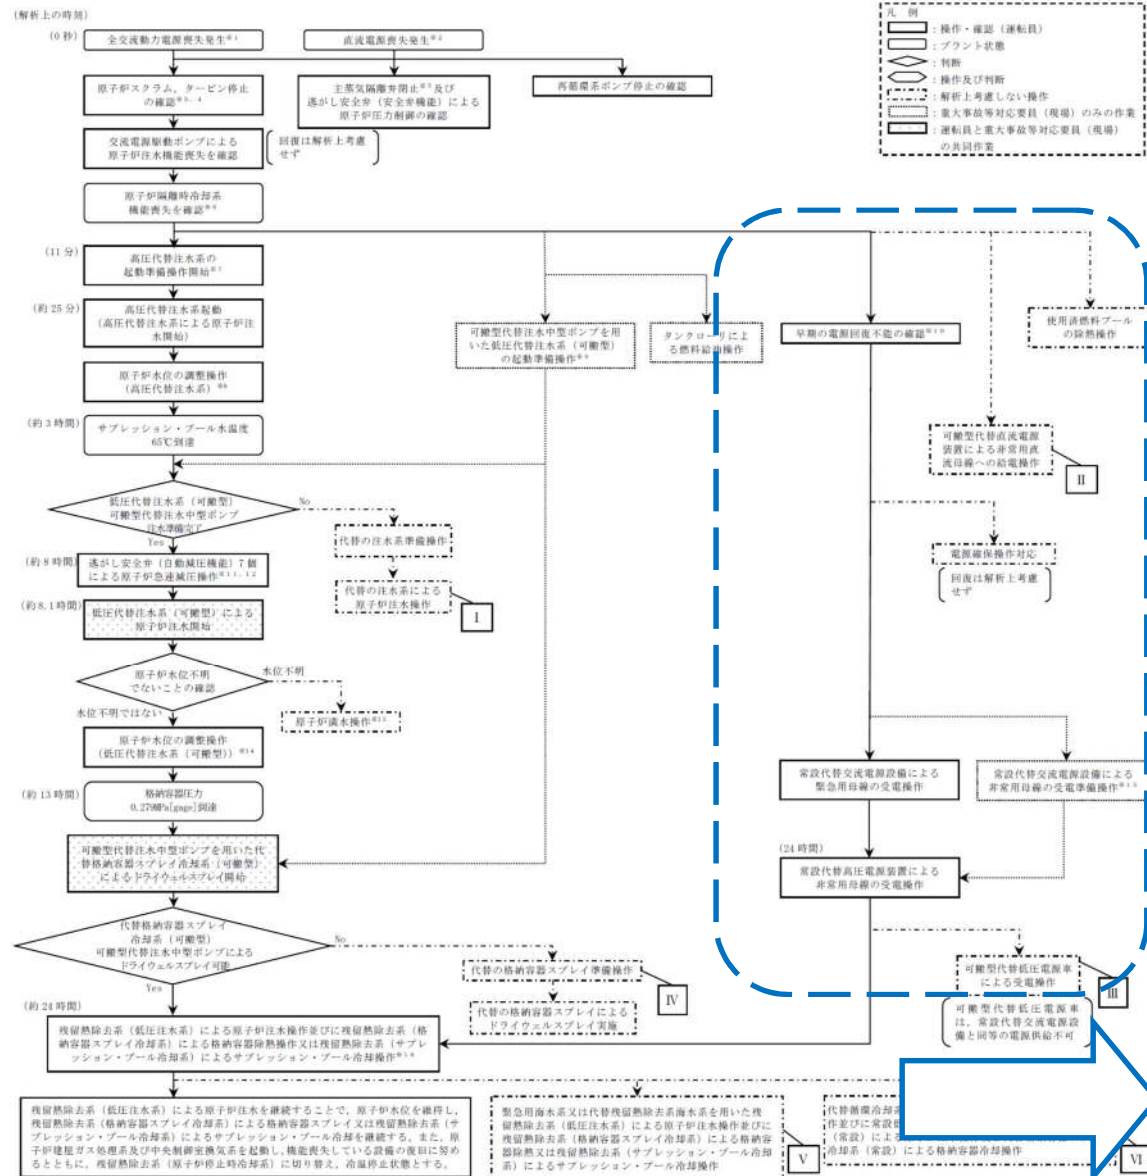 (解析上の時刻)
(0 秒)
全交流動力電源喪失発生※1
直流電源喪失発生※2
原子炉スクラム、タービン停止
の確認※3, 4
主蒸気隔離弁閉止※5及び
逃がし安全弁(安全弁機能)による
原子炉圧力制御の確認
再循環系ポンプ停止の確認
交流電源駆動ポンプによる
原子炉注水機能喪失を確認
回復は解析上考慮
せず
原子炉隔離時冷却系
機能喪失を確認※6
凡 例
:操作・確認(運転員)
:プラント状態
:判断
:操作及び判断
:解析上考慮しない操作
:重大事故等対応要員(現場)のみの作業
:運転員と重大事故等対応要員(現場)
の共同作業
(11 分)
高圧代替注水系の
起動準備操作開始※7
(約 25 分)
高圧代替注水系起動
(高圧代替注水系による原子炉注
水開始)
原子炉水位の調整操作
(高圧代替注水系)※8
(約 3 時間)
サプレッション・プール水温度
65℃到達
可搬型代替注水中型ポンプを用
いた低圧代替注水系(可搬型)
の起動準備操作※9
タンクローリによ
る燃料給油操作
早期の電源回復不能の確認※10
使用済燃料プール
の除熱操作
可搬型代替直流電源
装置による非常用直
流母線への給電操作
Ⅱ
低圧代替注水系(可搬型)
可搬型代替注水中型ポンプ
注水準備完了
No
Yes
代替の注水系準備操作
代替の注水系による
原子炉注水操作
Ⅰ
電源確保操作対応
回復は解析上考慮
せず
(約 8 時間)
逃がし安全弁(自動減圧機能)7 個
による原子炉急速減圧操作※11, 12
(約8.1時間)
低圧代替注水系(可搬型)による
原子炉注水開始
原子炉水位不明
でないことの確認
水位不明
原子炉満水操作※13
水位不明ではない
原子炉水位の調整操作
(低圧代替注水系(可搬型))※14
(約 13 時間)
格納容器圧力
0.279MPa[gage]到達
常設代替交流電源設備による
緊急用母線の受電操作
常設代替交流電源設備による
非常用母線の受電準備操作※15
可搬型代替注水中型ポンプを用いた代
替格納容器スプレイ冷却系(可搬型)
によるドライウェルスプレイ開始
(24 時間)
常設代替高圧電源装置による
非常用母線の受電操作
代替格納容器スプレイ
冷却系(可搬型)
可搬型代替注水中型ポンプによる
ドライウェルスプレイ可能
No
Yes
代替の格納容器スプレイ準備操作
代替の格納容器スプレイによる
ドライウェルスプレイ実施
Ⅳ
可搬型代替低圧電源車
による受電操作
Ⅲ
可搬型代替低圧電源車
は、常設代替交流電源設
備と同等の電源供給不可
(約 24 時間)
残留熱除去系(低圧注水系)による原子炉注水操作並びに残留熱除去系(格
納容器スプレイ冷却系)による格納容器除熱操作又は残留熱除去系(サプレ
ッション・プール冷却系)によるサプレッション・プール冷却操作※16
残留熱除去系(低圧注水系)による原子炉注水を継続することで、原子炉水位を維持し、
残留熱除去系(格納容器スプレイ冷却系)による格納容器スプレイ又は残留熱除去系(サ
プレッション・プール冷却系)によるサプレッション・プール冷却を継続する。また、原
子炉建屋ガス処理系及び中央制御室換気系を起動し、機能喪失している設備の復旧に努め
るとともに、残留熱除去系(原子炉停止時冷却系)に切り替え、冷温停止状態とする。
緊急用海水系又は代替残留熱除去系海水系を用いた残
留熱除去系(低圧注水系)による原子炉注水操作並びに
残留熱除去系(格納容器スプレイ冷却系)による格納容
器除熱又は残留熱除去系(サプレッション・プール冷却
系)によるサプレッション・プール冷却操作
Ⅴ
代替循環冷却系
作並びに常設低
(常設)による
冷却系(常設)による格納容器冷却操作
Ⅵ